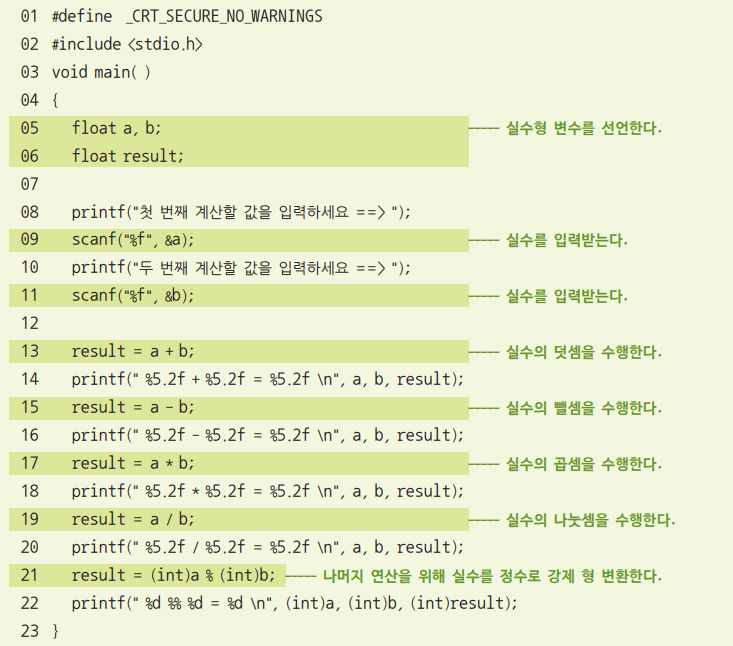 01 #define _CRT_SECURE_NO_WARNINGS
02 #include <stdio.h>
03 void main( )
04 {
05 float a, b; 실수형 변수를 선언한다.
06 float result;
07
08 printf("첫 번째 계산할 값을 입력하세요 ==> ");
09 scanf("%f", &a); 실수를 입력받는다.
10 printf("두 번째 계산할 값을 입력하세요 ==> ");
11 scanf("%f", &b); 실수를 입력받는다.
12
13 result = a + b; 실수의 덧셈을 수행한다.
14 printf(" %5.2f + %5.2f = %5.2f \n", a, b, result);
15 result = a - b; 실수의 뺄셈을 수행한다.
16 printf(" %5.2f - %5.2f = %5.2f \n", a, b, result);
17 result = a * b; 실수의 곱셈을 수행한다.
18 printf(" %5.2f * %5.2f = %5.2f \n", a, b, result);
19 result = a / b; 실수의 나눗셈을 수행한다.
20 printf(" %5.2f / %5.2f = %5.2f \n", a, b, result);
21 result = (int)a % (int)b; 나머지 연산을 위해 실수를 정수로 강제 형 변환한다.
22 printf(" %d %% %d = %d \n", (int)a, (int)b, (int)result);
23 }